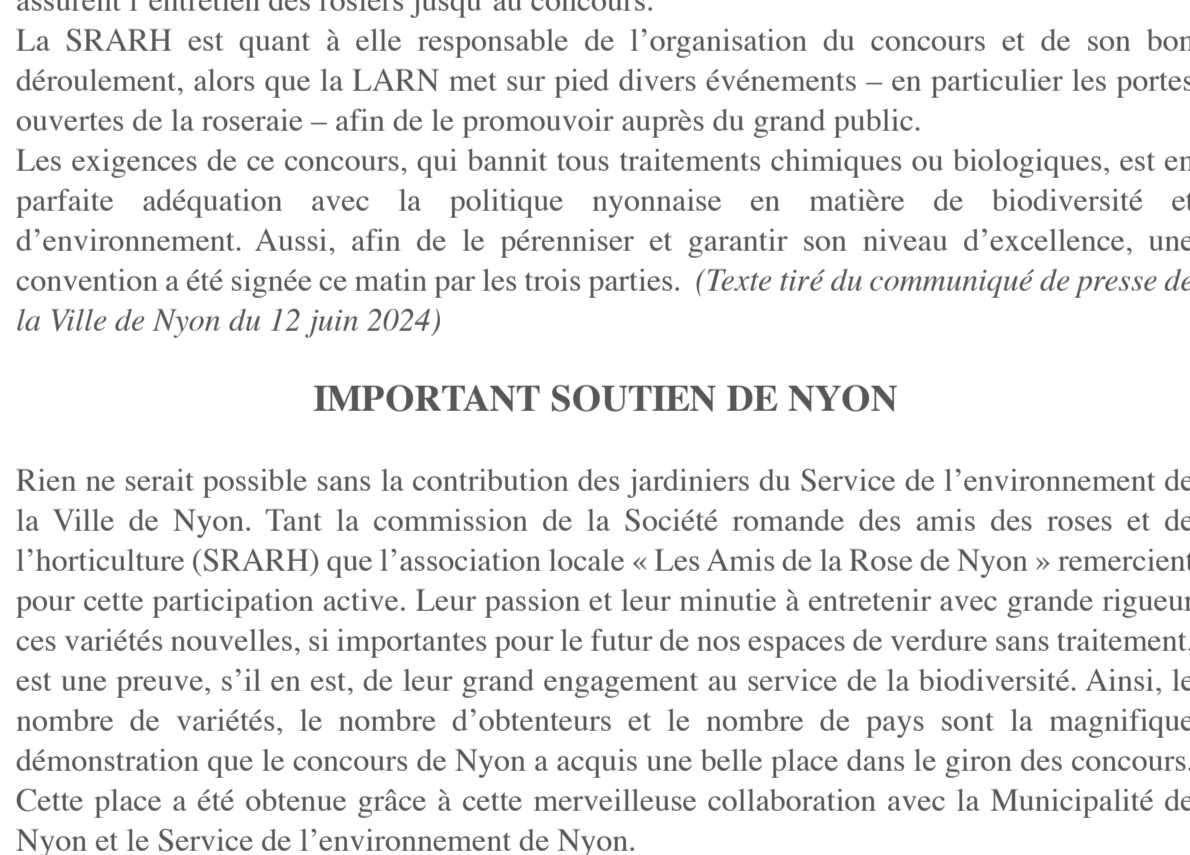 assurent l’entretien des rosiers jusqu’au concours.
La SRARH est quant à elle responsable de l’organisation du concours et de son bon
déroulement, alors que la LARN met sur pied divers événements – en particulier les portes
ouvertes de la roseraie – afin de le promouvoir auprès du grand public.
Les exigences de ce concours, qui bannit tous traitements chimiques ou biologiques, est en
parfaite adéquation avec la politique nyonnaise en matière de biodiversité et
d’environnement. Aussi, afin de le pérenniser et garantir son niveau d’excellence, une
convention a été signée ce matin par les trois parties. (Texte tiré du communiqué de presse de
la Ville de Nyon du 12 juin 2024)
IMPORTANT SOUTIEN DE NYON
Rien ne serait possible sans la contribution des jardiniers du Service de l’environnement de
la Ville de Nyon. Tant la commission de la Société romande des amis des roses et de
l’horticulture (SRARH) que l’association locale « Les Amis de la Rose de Nyon » remercient
pour cette participation active. Leur passion et leur minutie à entretenir avec grande rigueur
ces variétés nouvelles, si importantes pour le futur de nos espaces de verdure sans traitement,
est une preuve, s’il en est, de leur grand engagement au service de la biodiversité. Ainsi, le
nombre de variétés, le nombre d’obtenteurs et le nombre de pays sont la magnifique
démonstration que le concours de Nyon a acquis une belle place dans le giron des concours.
Cette place a été obtenue grâce à cette merveilleuse collaboration avec la Municipalité de
Nyon et le Service de l’environnement de Nyon.